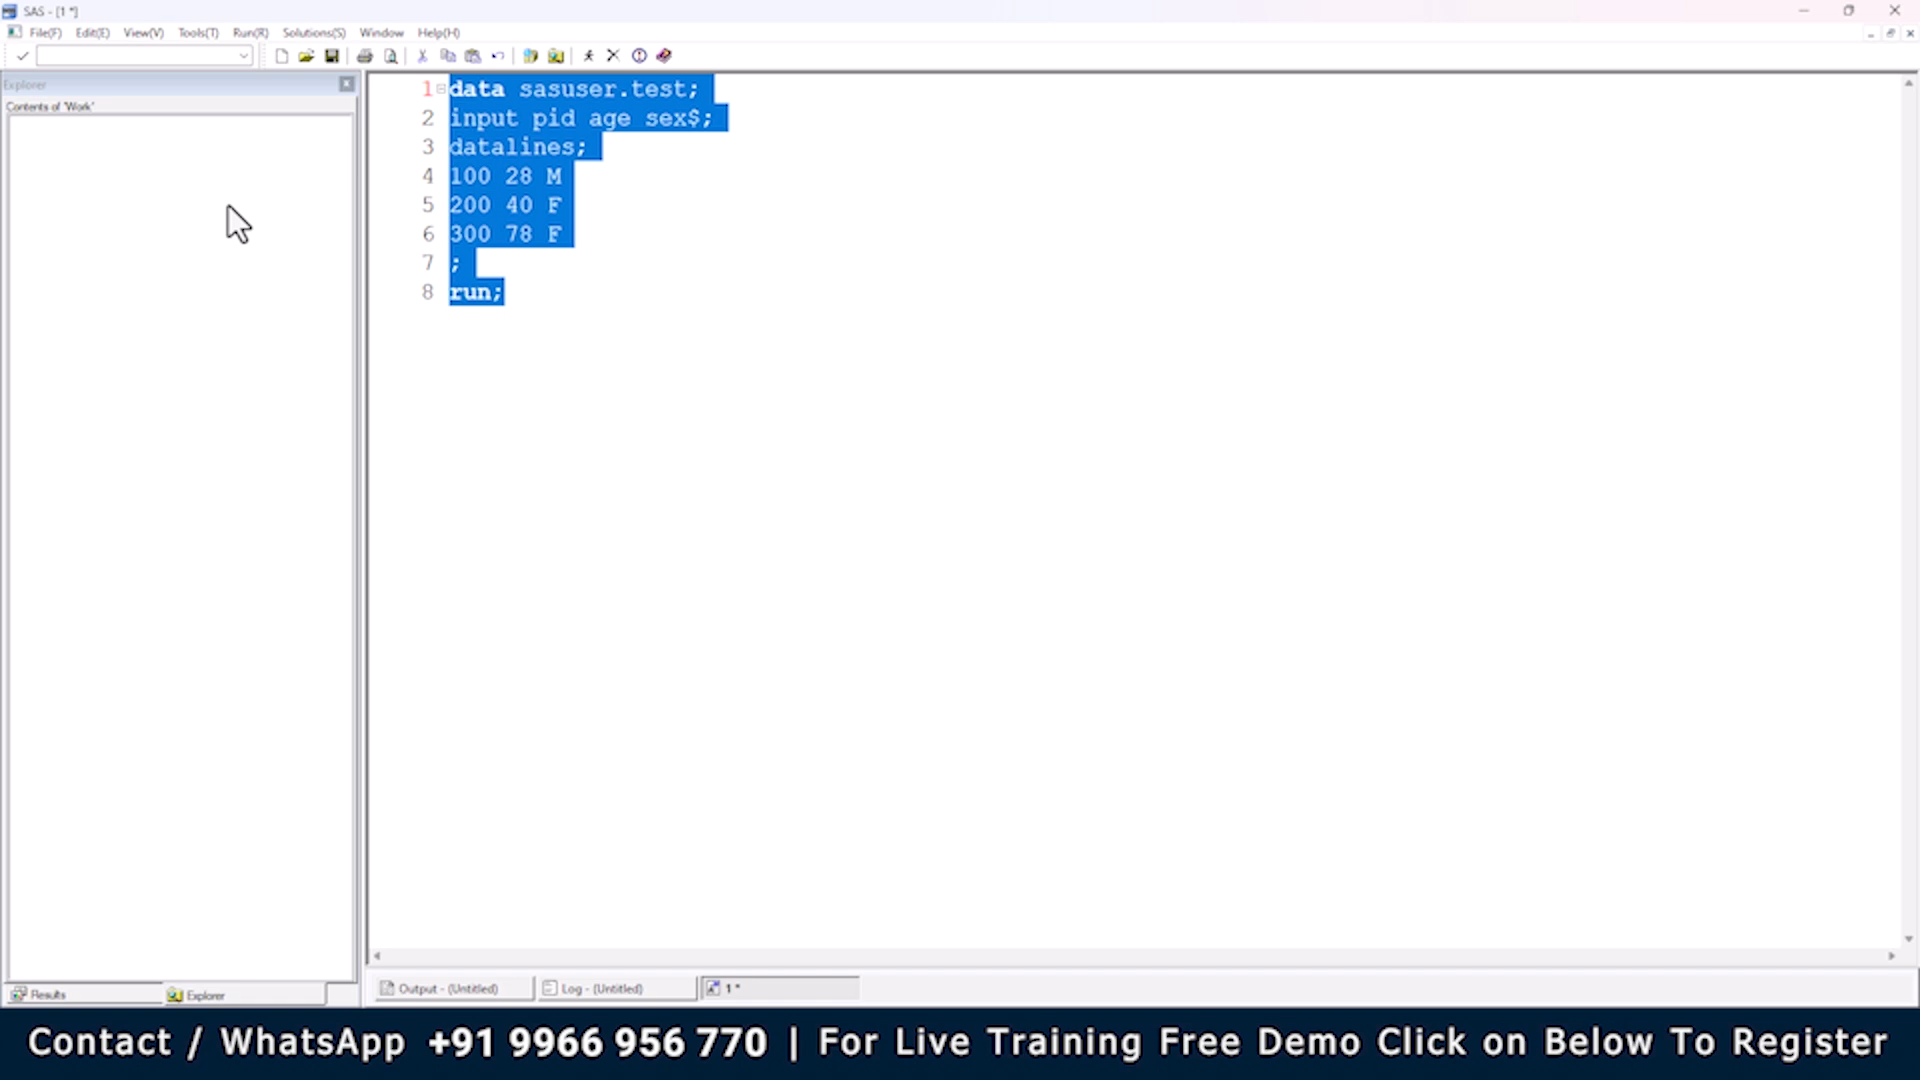 SAS - [1 *]
File(F) Edit(E) View(V) Tools(T) Run(R) Solutions(S) Window Help(H)
Explorer
Contents of 'Work'
1 data sasuser.test;
2 input pid age sex$;
3 datalines;
4 100 28 M
5 200 40 F
6 300 78 F
7 ;
8 run;
Results Explorer
Output - (Untitled) Log - (Untitled) 1 *
Contact / WhatsApp +91 9966 956 770 | For Live Training Free Demo Click on Below To Register